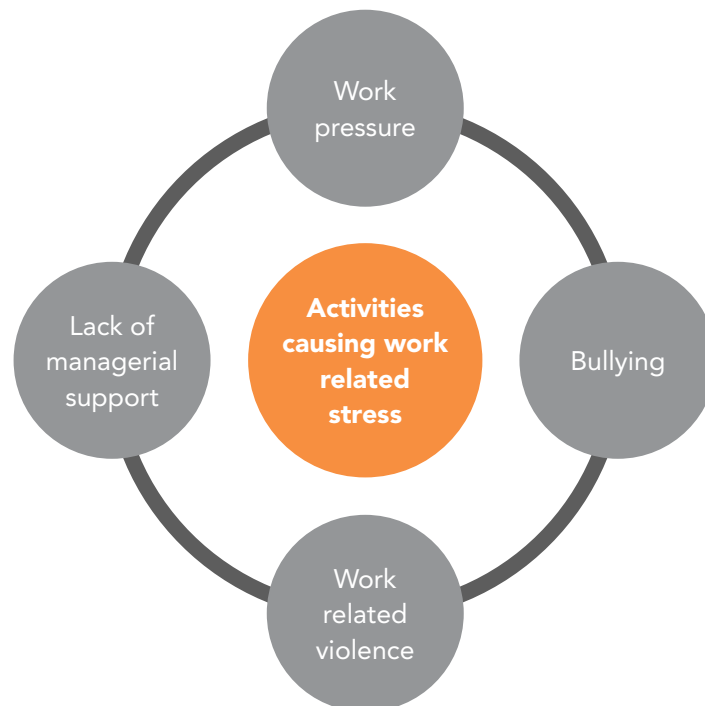 Work
pressure
Lack of
managerial
support
Activities
causing work
related
stress
Bullying
Work
related
violence